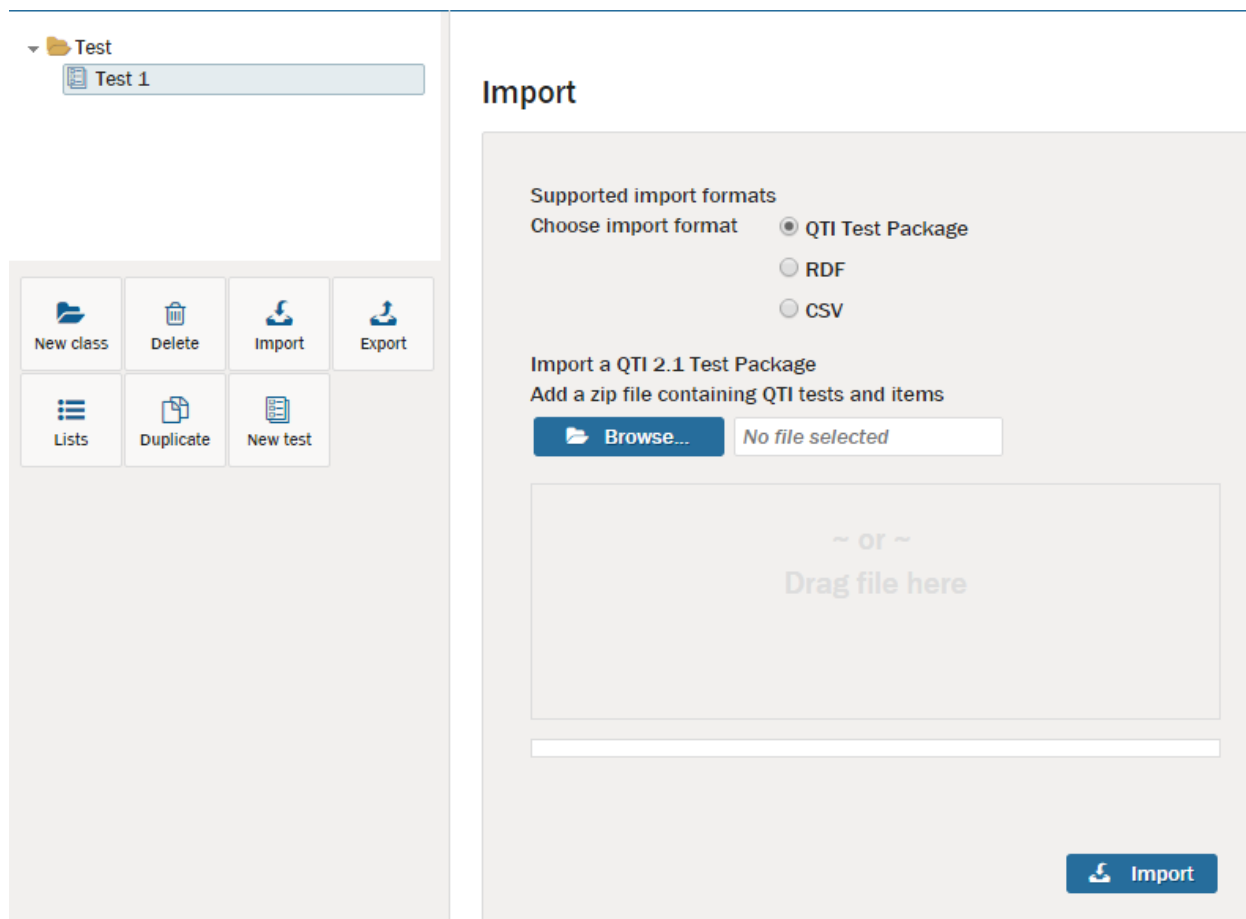 Test
Test 1
New class
Delete
Import
Export
Lists
Duplicate
New test
Import
Supported import formats
Choose import format
QTI Test Package
RDF
CSV
Import a QTI 2.1 Test Package
Add a zip file containing QTI tests and items
Browse...
No file selected
~ or ~
Drag file here
Import